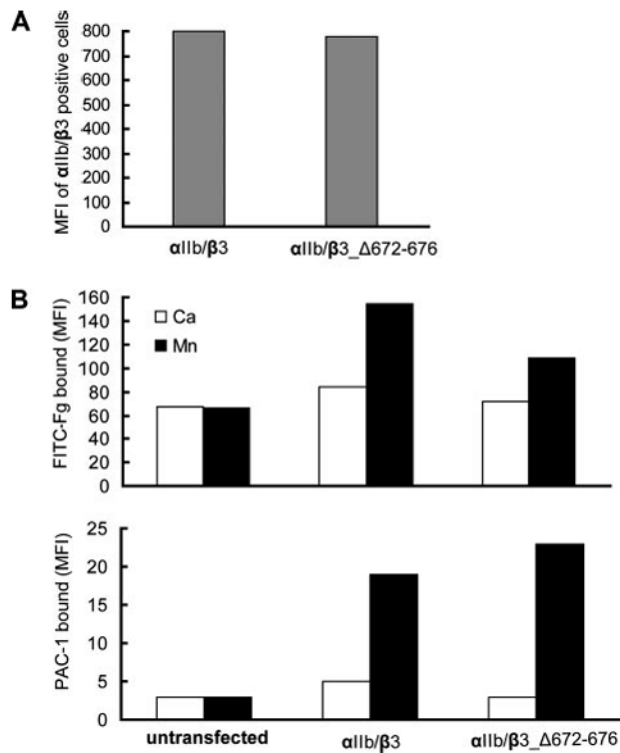 A
MFI of αIIb/β3 positive cells
800
700
600
500
400
300
200
100
0
αIIb/β3
αIIb/β3_Δ672-676
B
FITC-Fg bound (MFI)
160
140
120
100
80
60
40
20
0
Ca
Mn
PAC-1 bound (MFI)
25
20
15
10
5
0
untransfected
αIIb/β3
αIIb/β3_Δ672-676